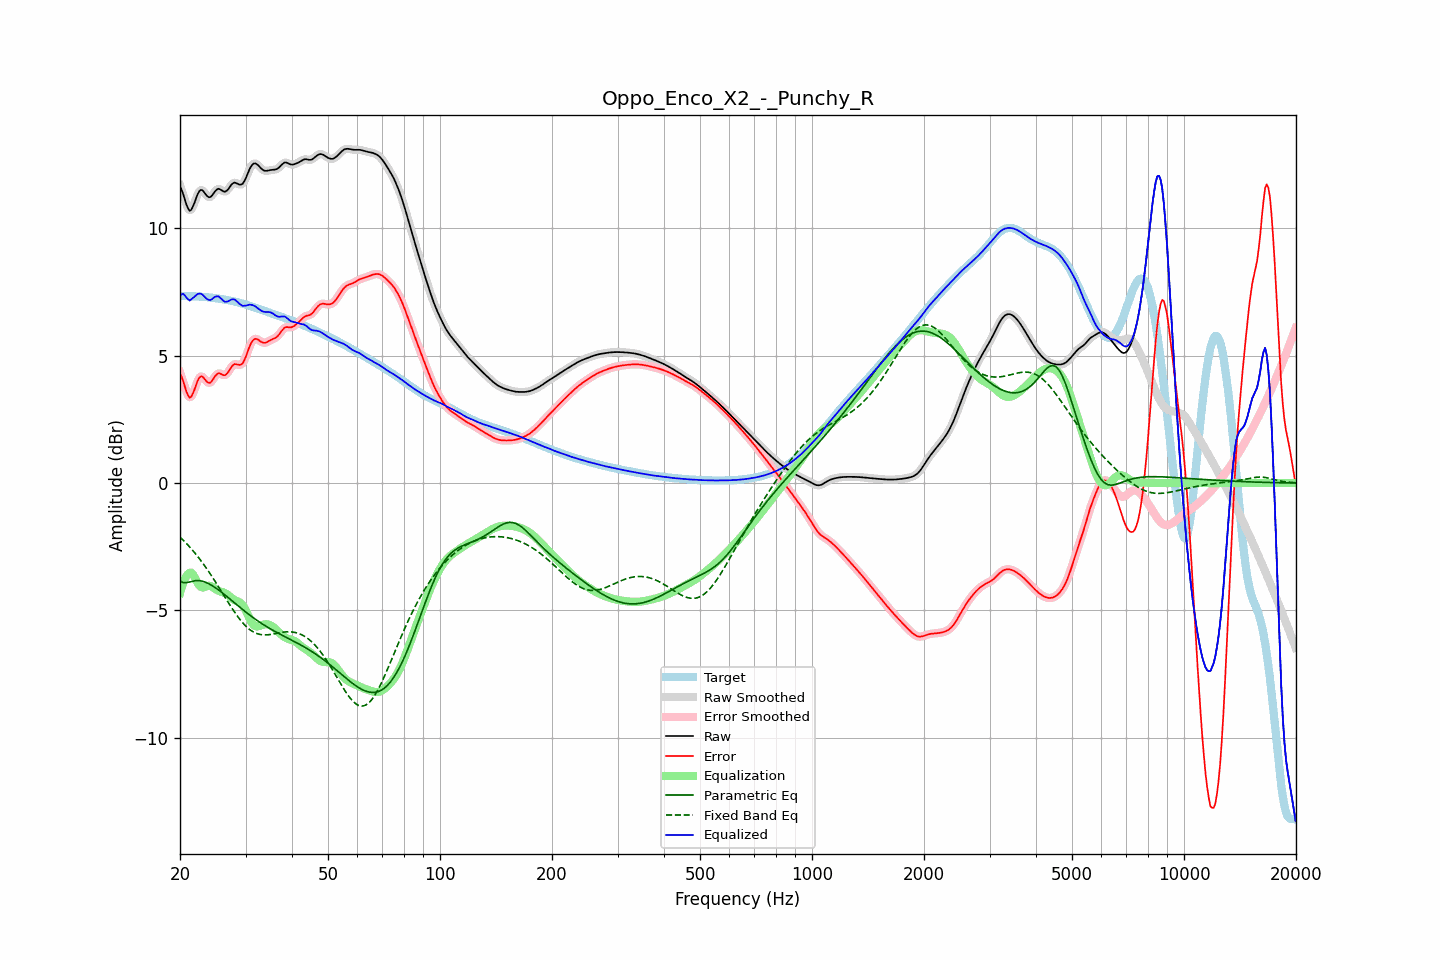 Oppo_Enco_X2_-_Punchy_R
Amplitude (dBr)
10
5
0
−5
−10
Target
Raw Smoothed
Error Smoothed
Raw
Error
Equalization
Parametric Eq
Fixed Band Eq
Equalized
20 50 100 200 500 1000 2000 5000 10000 20000
Frequency (Hz)